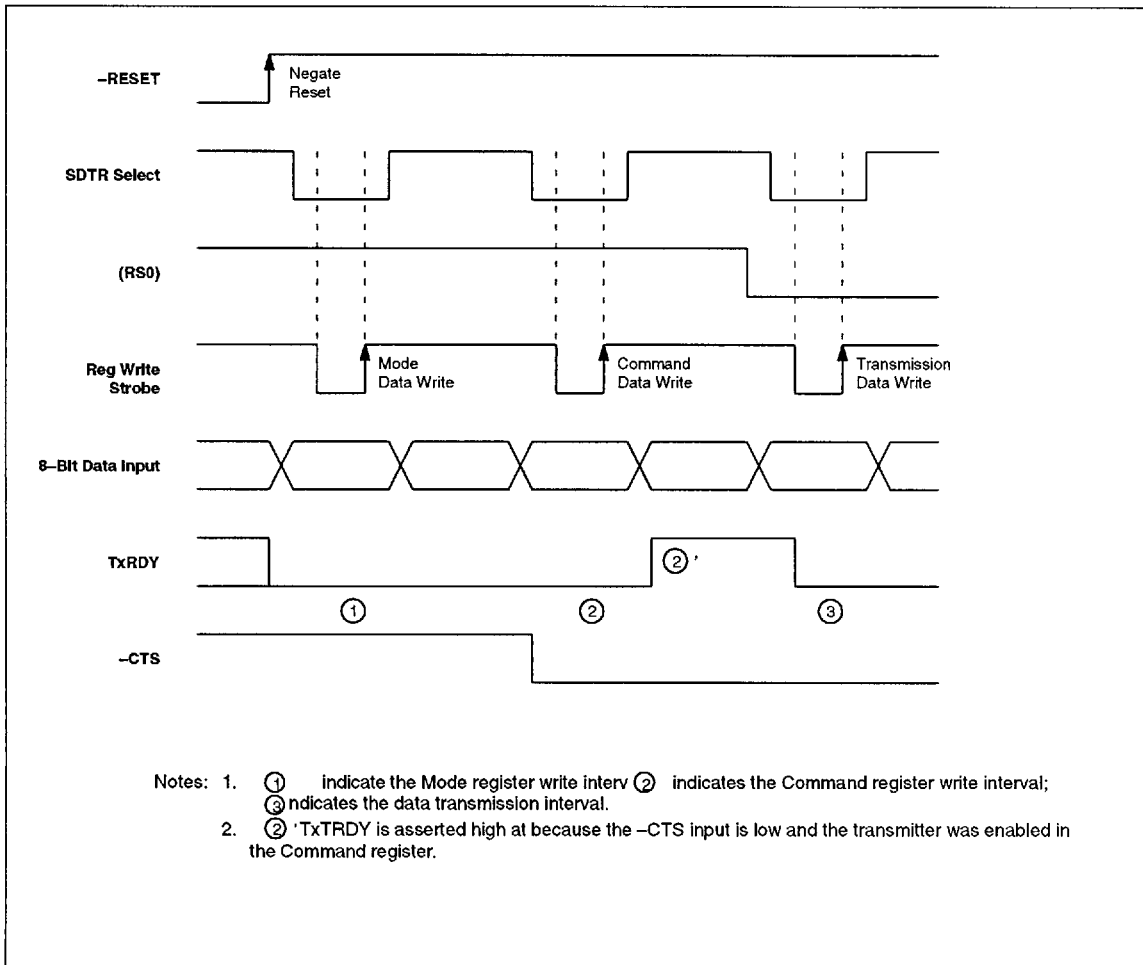 –RESET
Negate
Reset
SDTR Select
(RS0)
Reg Write
Strobe
Mode
Data Write
Command
Data Write
Transmission
Data Write
8–Bit Data Input
TxRDY
②'
① ② ③
–CTS
Notes: 1. ① indicate the Mode register write interv ② indicates the Command register write interval;
③ndicates the data transmission interval.
2. ② 'TxTRDY is asserted high at because the –CTS input is low and the transmitter was enabled in
the Command register.